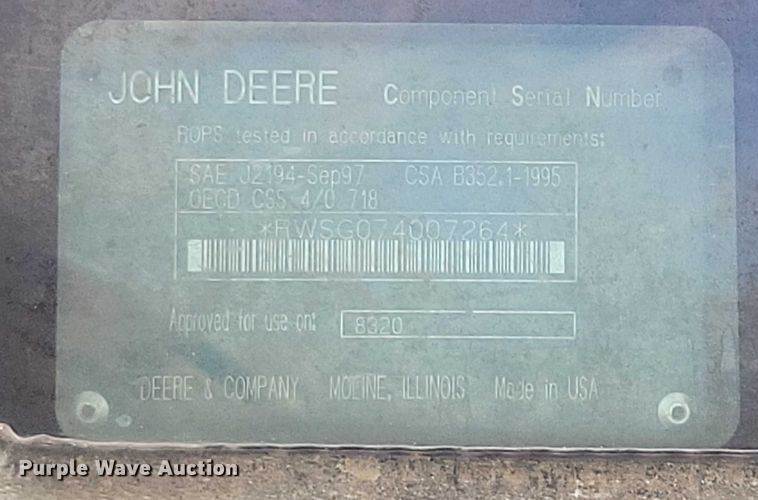 JOHN DEERE Component Serial Number
ROPS tested in accordance with requirements:
SAE J2194-Sep97 CSA B352.1-1995
OECD CSS 4/0 718
*RWSG074007264*
Approved for use on: 8320
DEERE & COMPANY MOLINE, ILLINOIS Made in USA
Purple Wave Auction